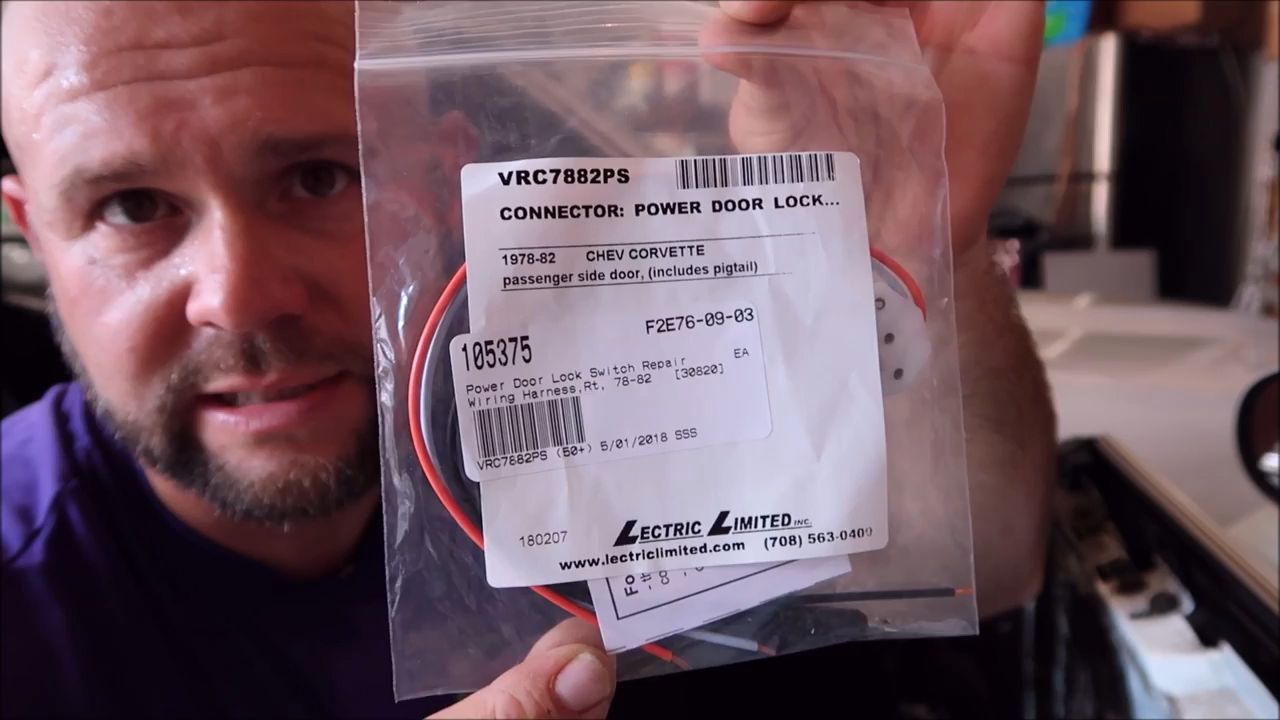 VRC7882PS
CONNECTOR: POWER DOOR LOCK...
1978-82 CHEV CORVETTE
passenger side door, (includes pigtail)
F2E76-09-03
105375
EA
Power Door Lock Switch Repair
Wiring Harness,Rt, 78-82 [30820]
VRC7882PS (50+) 5/01/2018 SSS
180207
LECTRIC LIMITED INC.
www.lectriclimited.com (708) 563-0400
FO